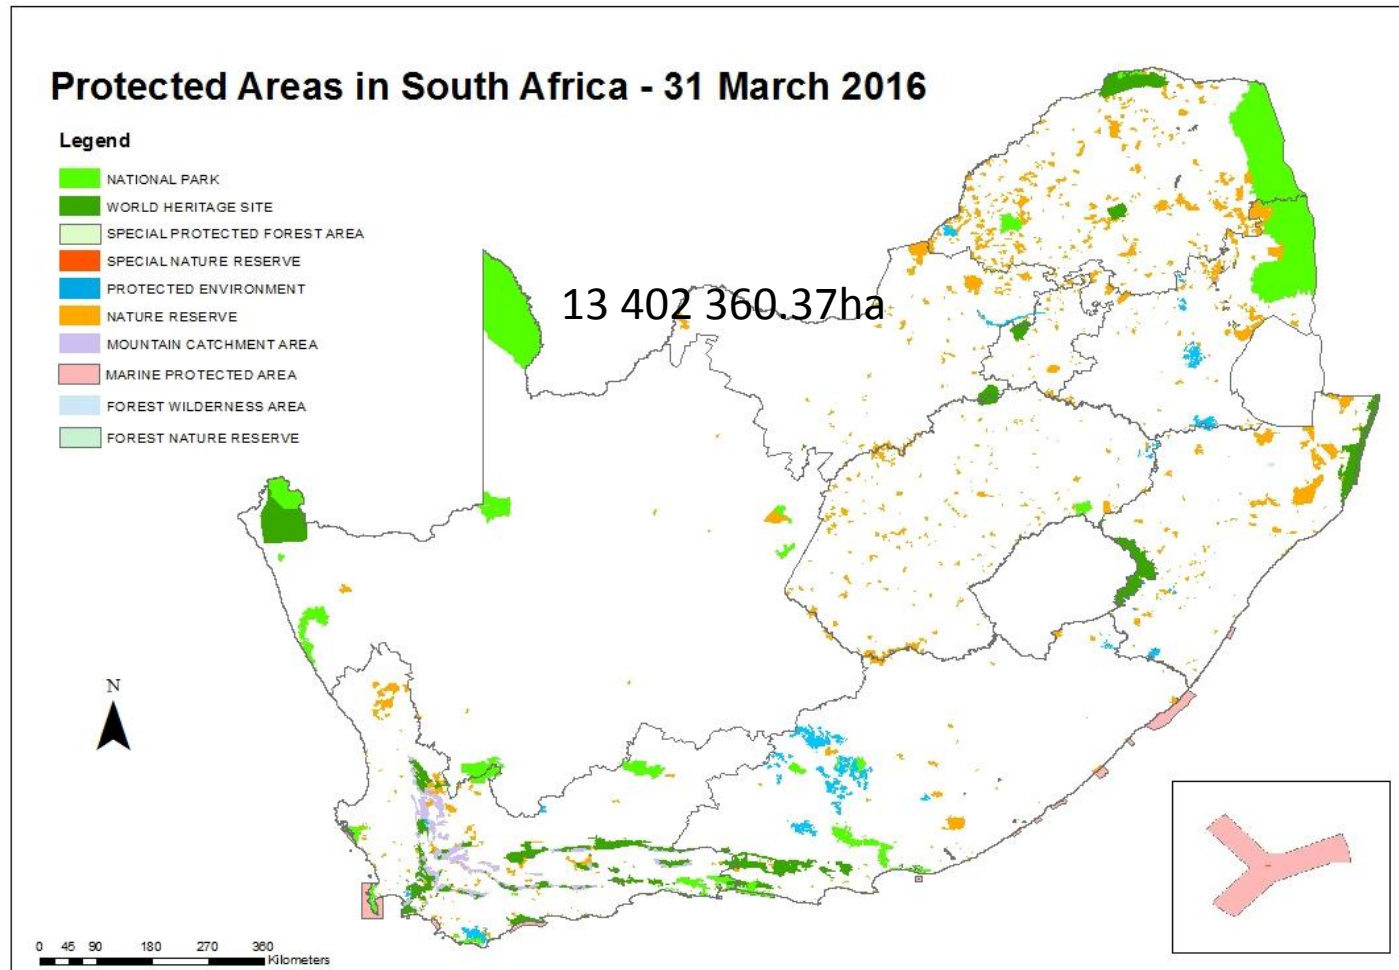 Protected Areas in South Africa - 31 March 2016
Legend
NATIONAL PARK
WORLD HERITAGE SITE
SPECIAL PROTECTED FOREST AREA
SPECIAL NATURE RESERVE
PROTECTED ENVIRONMENT
NATURE RESERVE
MOUNTAIN CATCHMENT AREA
MARINE PROTECTED AREA
FOREST WILDERNESS AREA
FOREST NATURE RESERVE
13 402 360.37ha
N
0 45 90 180 270 360
Kilometers